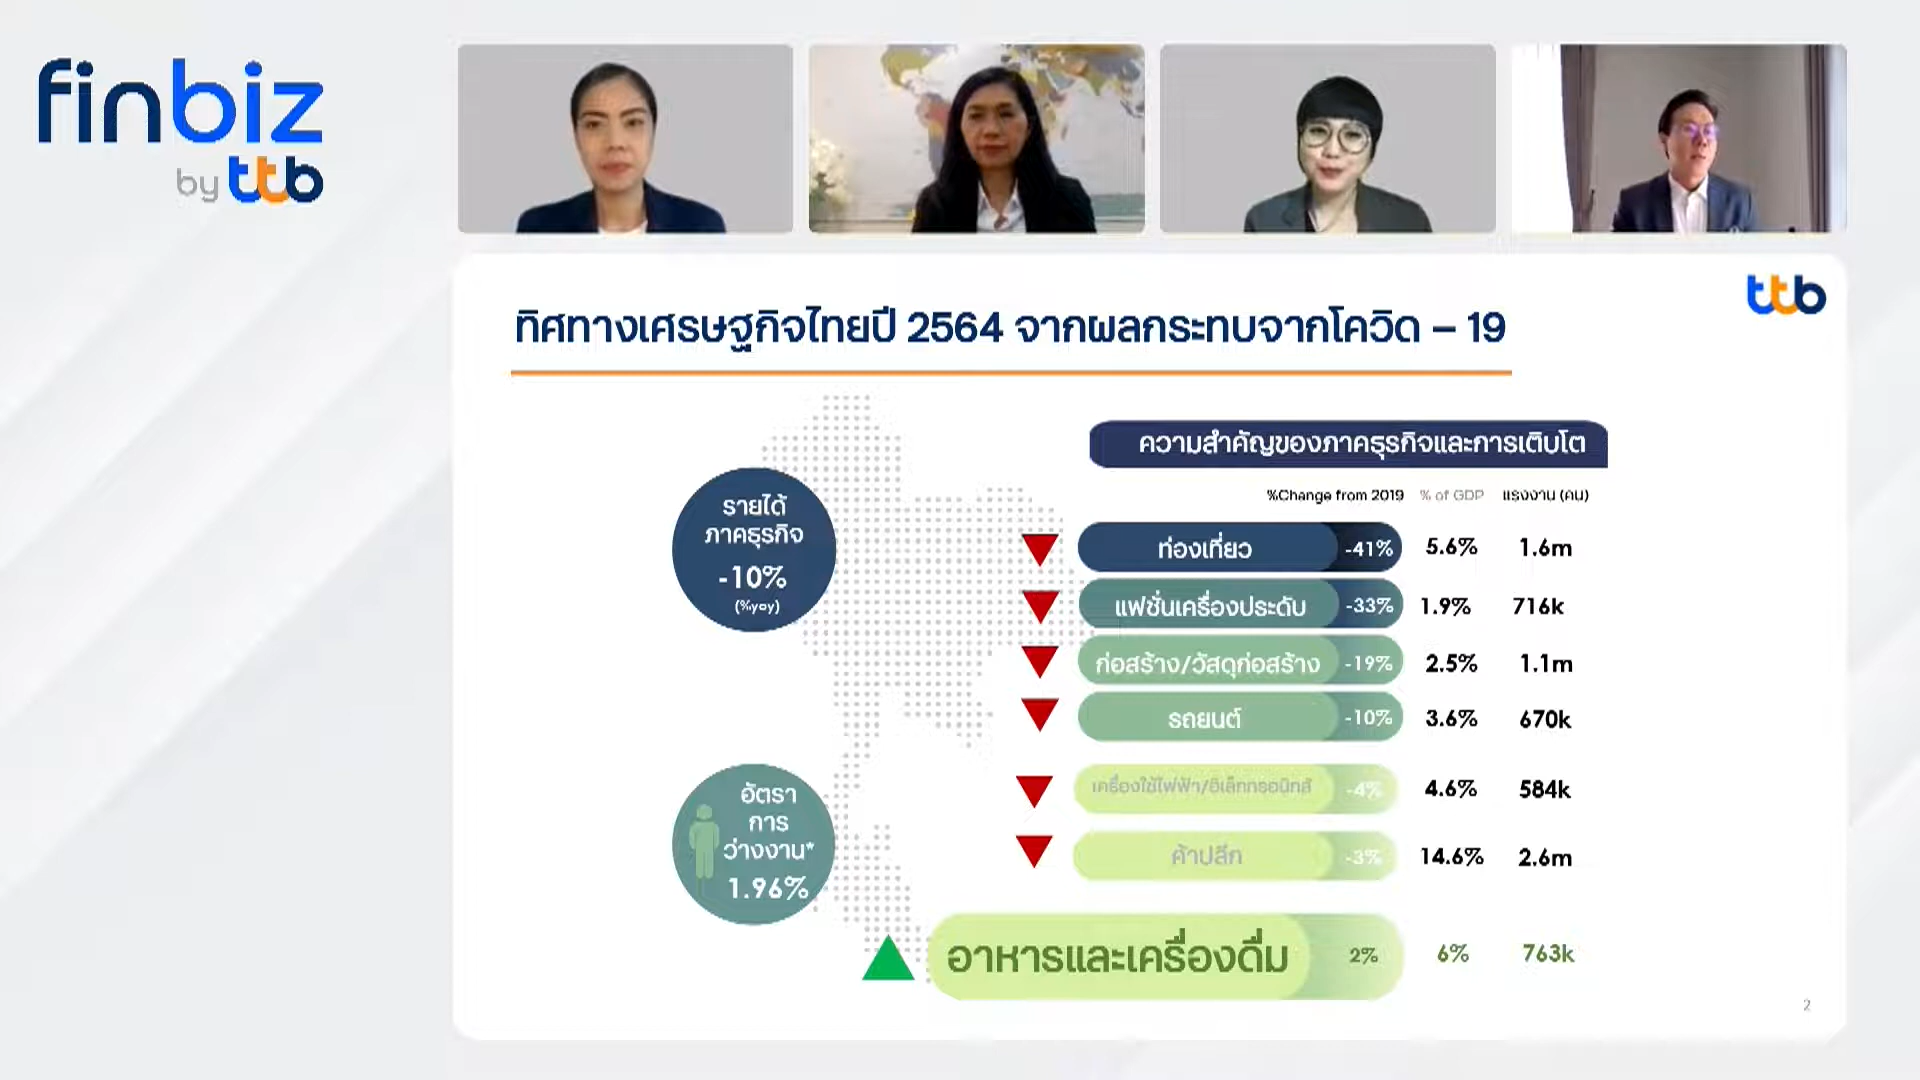 finbiz
by ttb
ttb
ทิศทางเศรษฐกิจไทยปี 2564 จากผลกระทบจากโควิด – 19
รายได้
ภาคธุรกิจ
-10%
(%yoy)
อัตรา
การ
ว่างงาน*
1.96%
ความสำคัญของภาคธุรกิจและการเติบโต
%Change from 2019 % of GDP แรงงาน (คน)
ท่องเที่ยว -41% 5.6% 1.6m
แฟชั่นเครื่องประดับ -33% 1.9% 716k
ก่อสร้าง/วัสดุก่อสร้าง -19% 2.5% 1.1m
รถยนต์ -10% 3.6% 670k
เครื่องใช้ไฟฟ้า/อิเล็กทรอนิกส์ -4% 4.6% 584k
ค้าปลีก -3% 14.6% 2.6m
อาหารและเครื่องดื่ม 2% 6% 763k
2